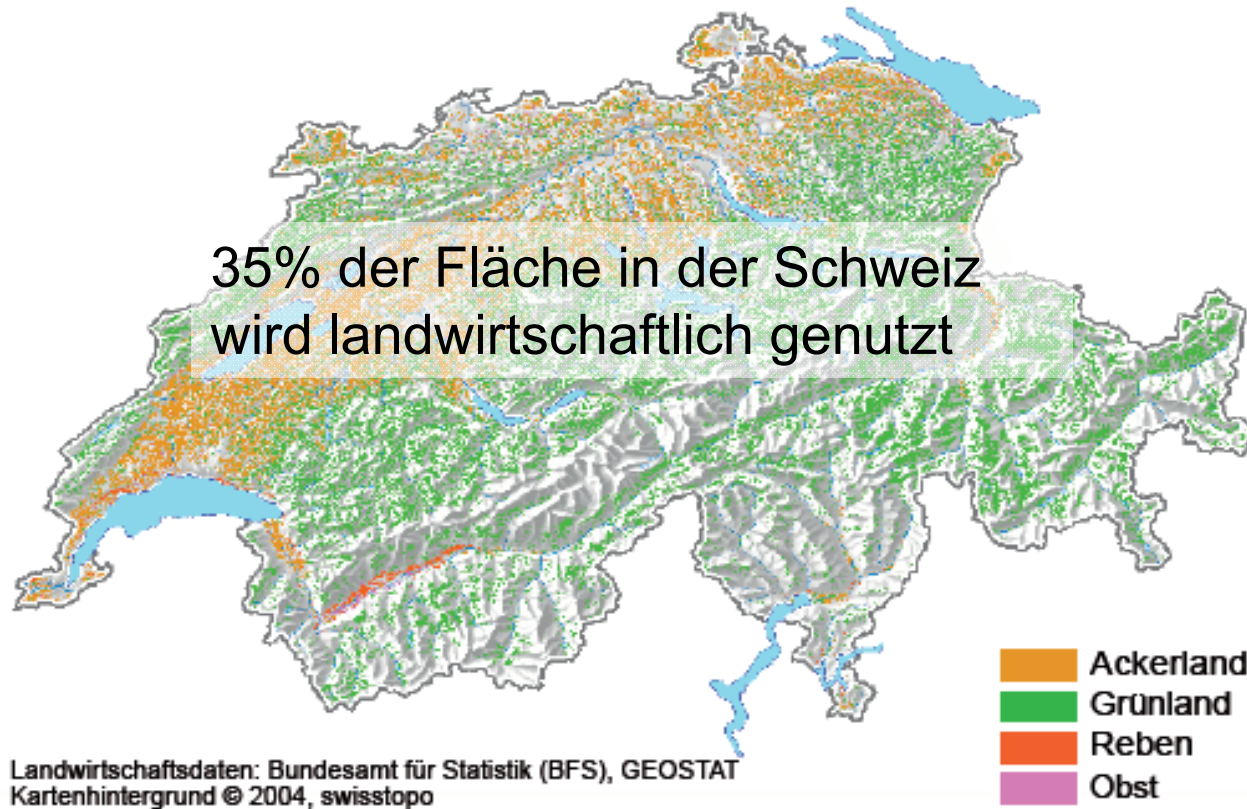 35% der Fläche in der Schweiz
wird landwirtschaftlich genutzt
Ackerland
Grünland
Reben
Obst
Landwirtschaftsdaten: Bundesamt für Statistik (BFS), GEOSTAT
Kartenhintergrund © 2004, swisstopo